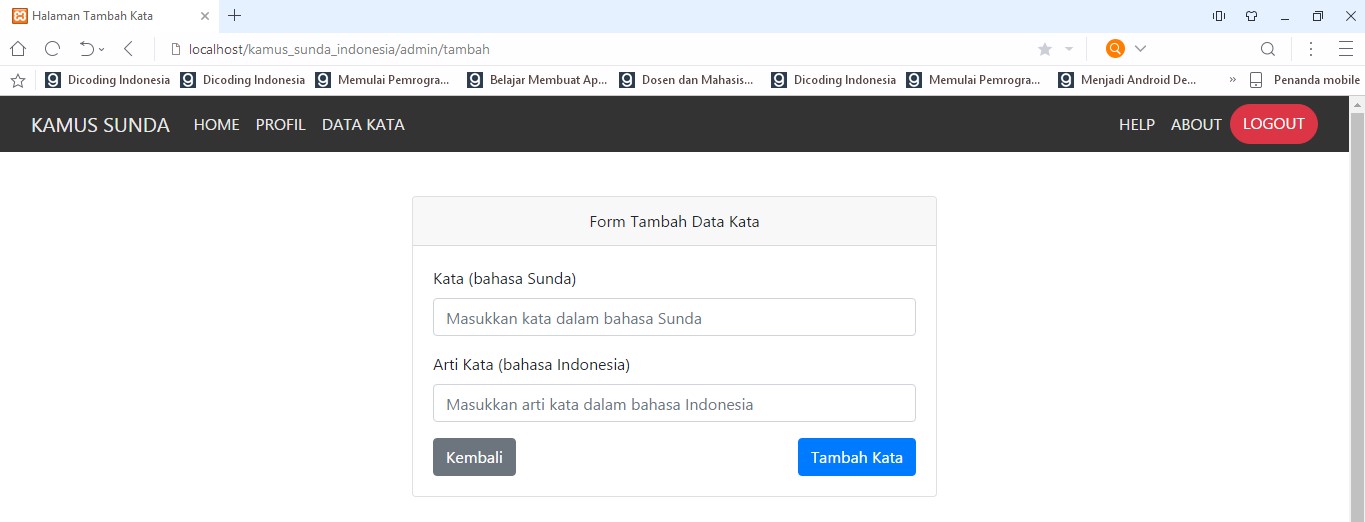 Halaman Tambah Kata
localhost/kamus_sunda_indonesia/admin/tambah
Dicoding Indonesia Dicoding Indonesia Memulai Pemrogra... Belajar Membuat Ap... Dosen dan Mahasis... Dicoding Indonesia Memulai Pemrogra... Menjadi Android De... » Penanda mobile
KAMUS SUNDA HOME PROFIL DATA KATA HELP ABOUT LOGOUT
Form Tambah Data Kata
Kata (bahasa Sunda)
Masukkan kata dalam bahasa Sunda
Arti Kata (bahasa Indonesia)
Masukkan arti kata dalam bahasa Indonesia
Kembali Tambah Kata